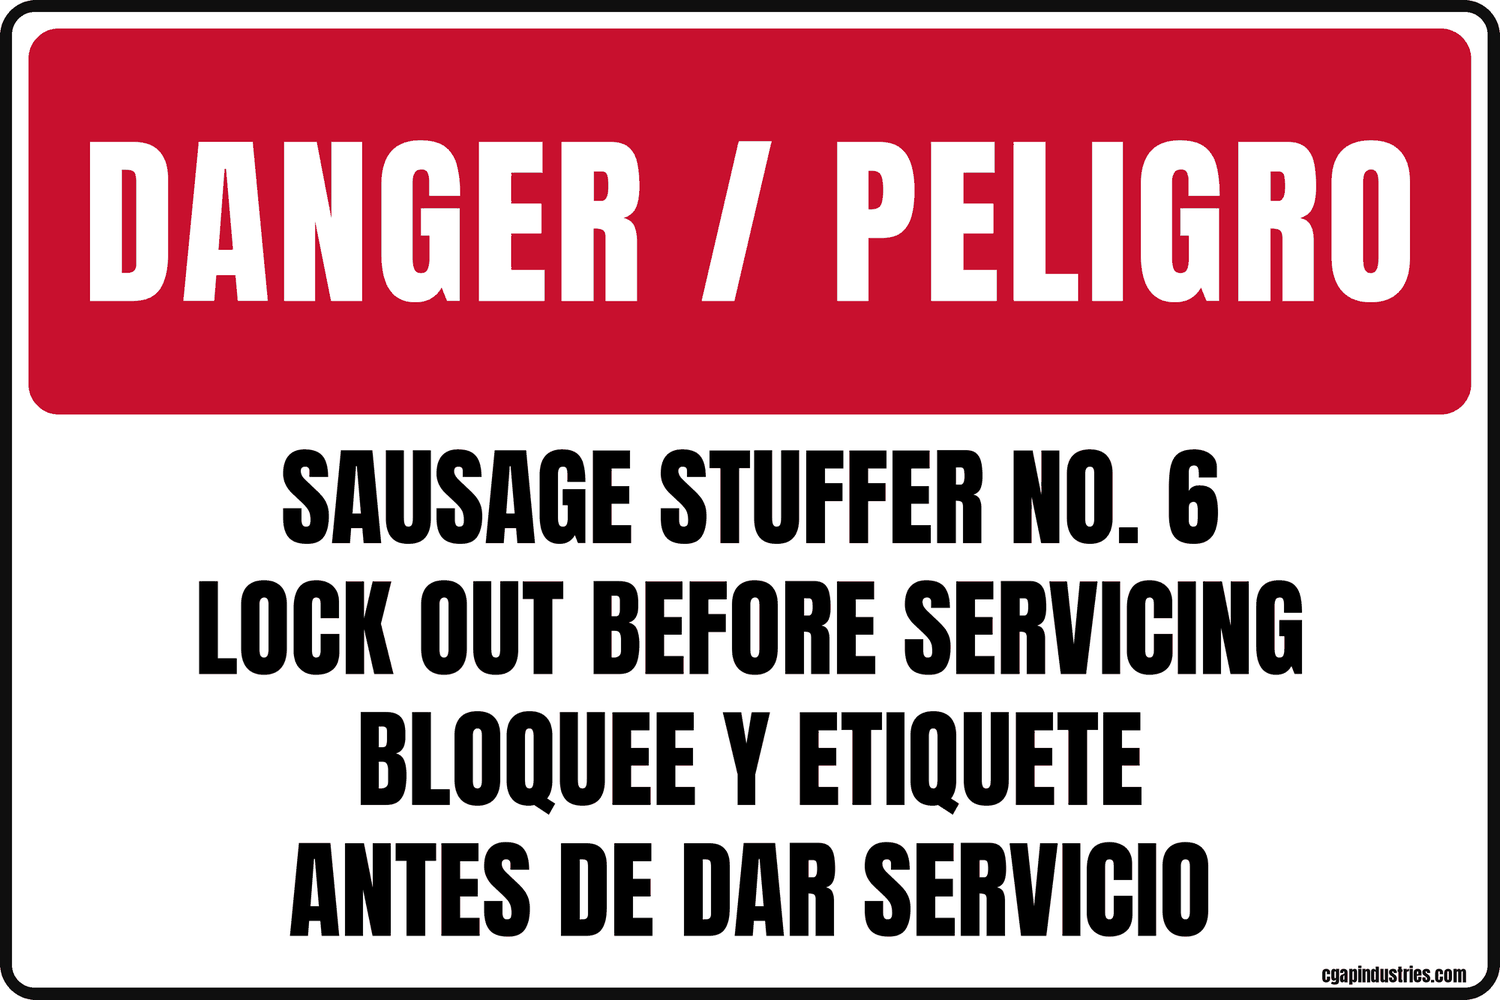 DANGER / PELIGRO
SAUSAGE STUFFER NO. 6
LOCK OUT BEFORE SERVICING
BLOQUEE Y ETIQUETE
ANTES DE DAR SERVICIO
cgapindustries.com